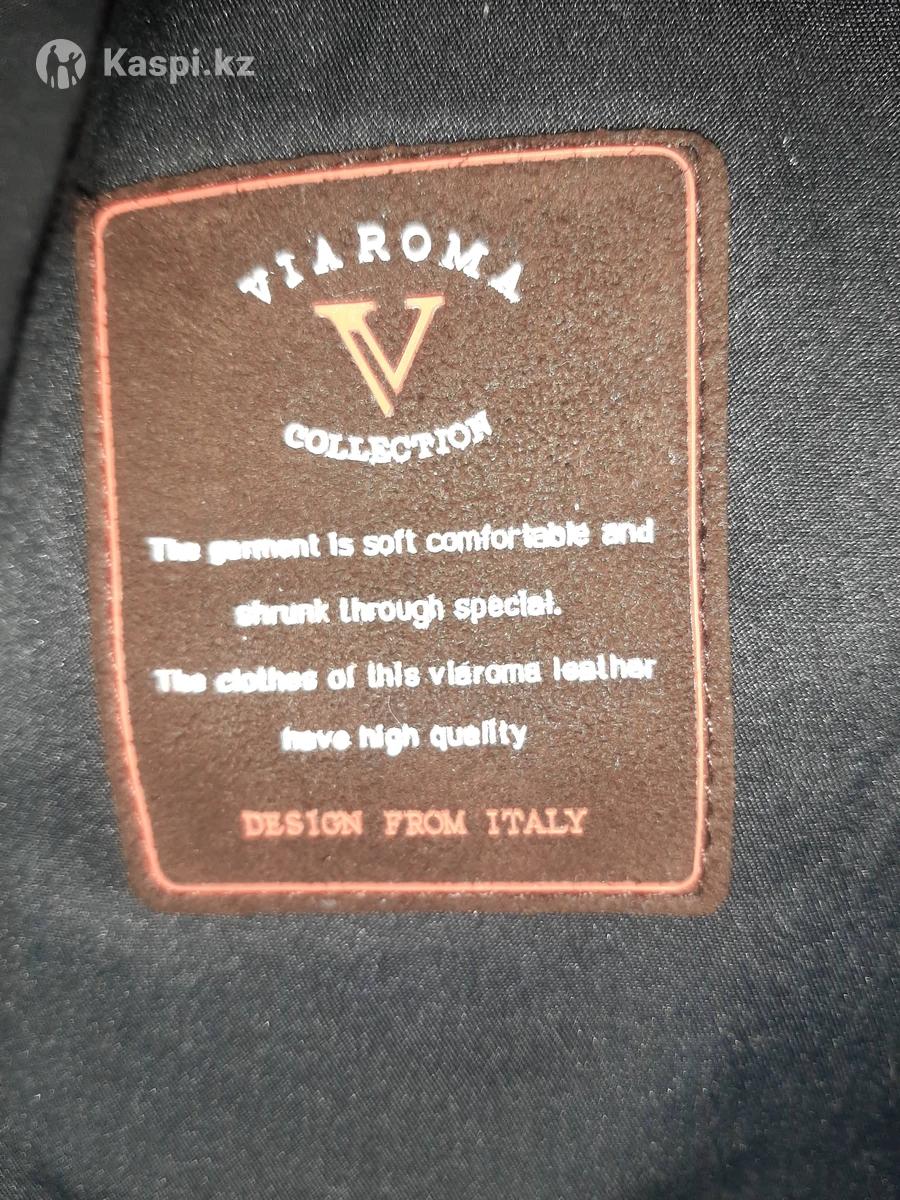 Kaspi.kz
VIAROMA
V
COLLECTION
The garment is soft comfortable and
shrunk through special.
The clothes of this viaroma leather
have high quality
DESIGN FROM ITALY